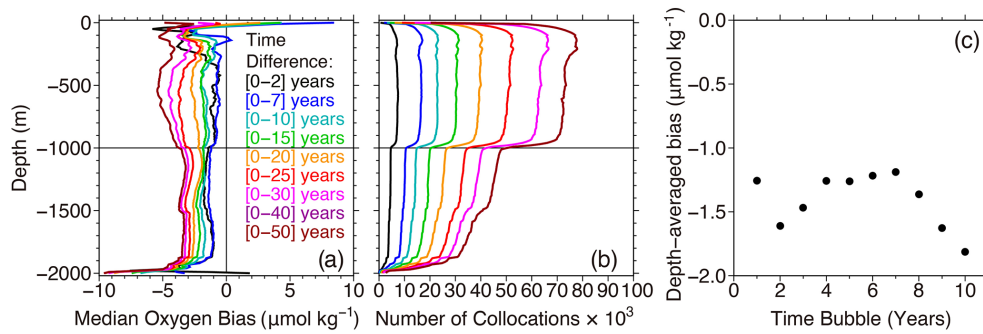 0
−500
−1000
−1500
−2000
Depth (m)
Time
Difference:
[0−2] years
[0−7] years
[0−10] years
[0−15] years
[0−20] years
[0−25] years
[0−30] years
[0−40] years
[0−50] years
(a)
−10 −5 0 5 10
Median Oxygen Bias (μmol kg−1)
(b)
0 10 20 30 40 50 60 70 80 90 100
Number of Collocations × 10³
(c)
0.0
−0.5
−1.0
−1.5
−2.0
Depth−averaged bias (μmol kg−1)
0 2 4 6 8 10
Time Bubble (Years)